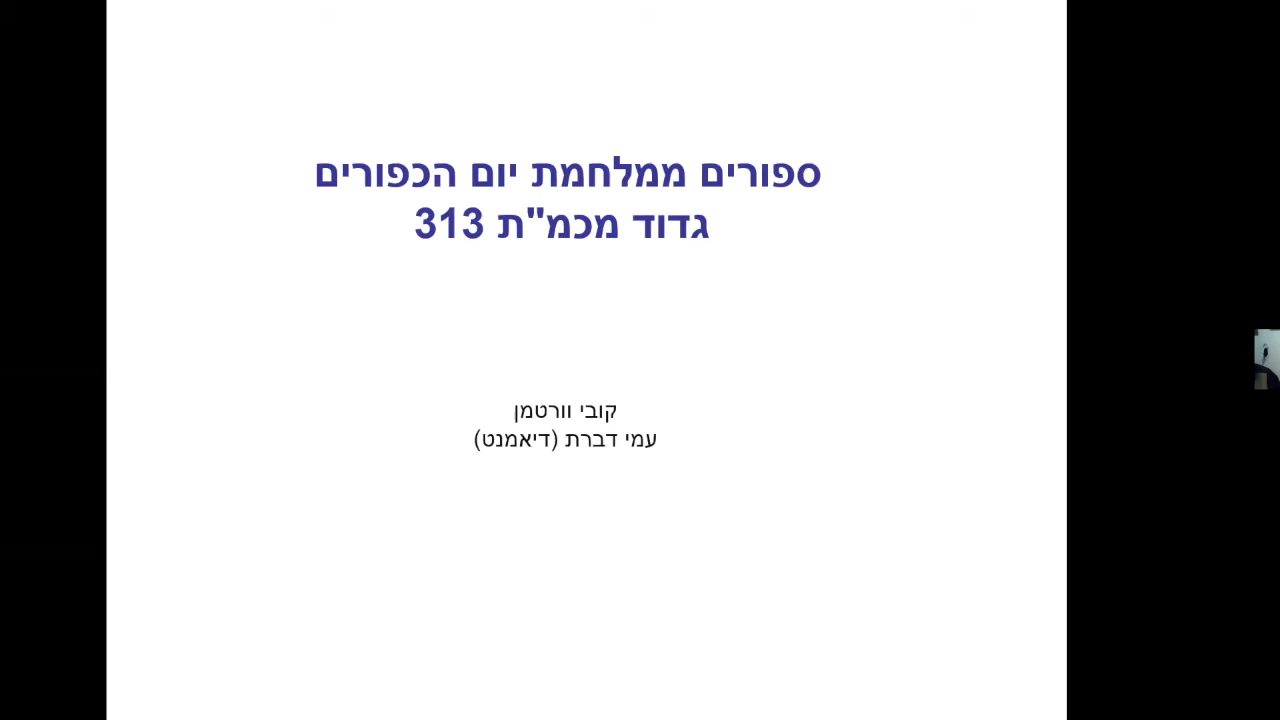 ספורים ממלחמת יום הכפורים
גדוד מכמ"ת 313
קובי וורטמן
עמי דברת (דיאמנט)